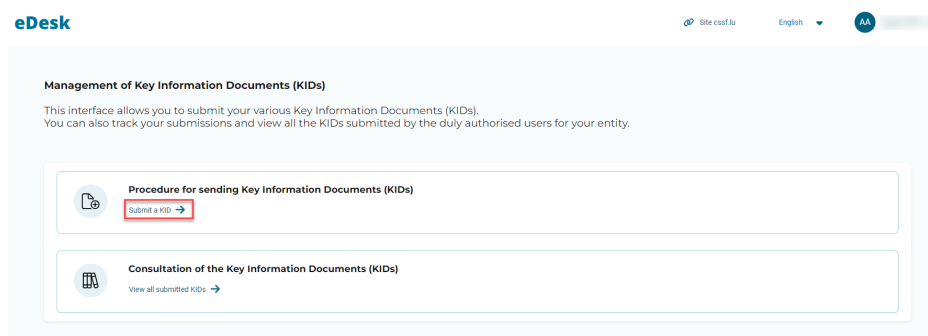 eDesk
Site cssf.lu
English
AA
Management of Key Information Documents (KIDs)
This interface allows you to submit your various Key Information Documents (KIDs).
You can also track your submissions and view all the KIDs submitted by the duly authorised users for your entity.
Procedure for sending Key Information Documents (KIDs)
Submit a KID
Consultation of the Key Information Documents (KIDs)
View all submitted KIDs